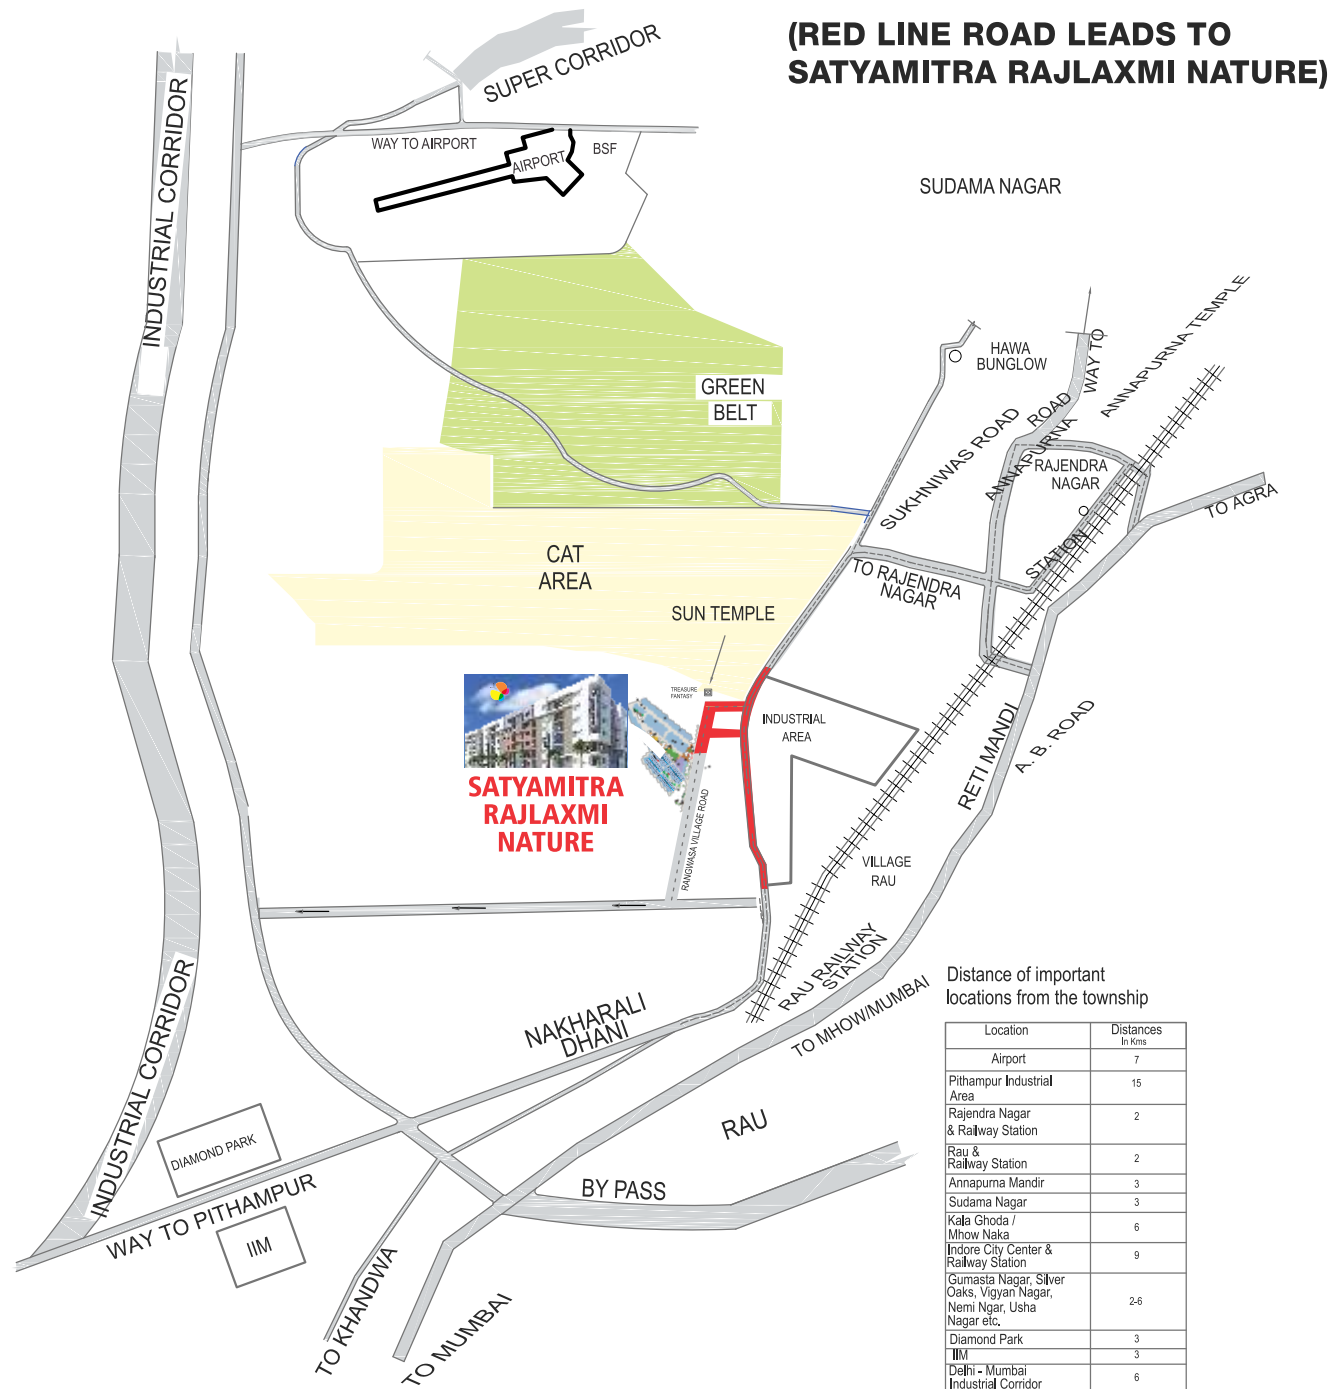 (RED LINE ROAD LEADS TO
SATYAMITRA RAJLAXMI NATURE)
SUPER CORRIDOR
INDUSTRIAL CORRIDOR
WAY TO AIRPORT
AIRPORT
BSF
SUDAMA NAGAR
GREEN
BELT
HAWA
BUNGLOW
WAY TO
ANNAPURNA TEMPLE
SUKHNIWAS ROAD
ANNAPURNA
ROAD
RAJENDRA
NAGAR
STATION
TO AGRA
CAT
AREA
TO RAJENDRA
NAGAR
SUN TEMPLE
TREASURE
FANTASY
INDUSTRIAL
AREA
SATYAMITRA
RAJLAXMI
NATURE
RANGWASA VILLAGE ROAD
RETI MANDI
A. B. ROAD
VILLAGE
RAU
RAU RAILWAY
STATION
TO MHOW/MUMBAI
NAKHARALI
DHANI
INDUSTRIAL CORRIDOR
DIAMOND PARK
WAY TO PITHAMPUR
IIM
RAU
BY PASS
TO KHANDWA
TO MUMBAI
Distance of important
locations from the township
Location Distances
In Kms
Airport 7
Pithampur Industrial
Area 15
Rajendra Nagar
& Railway Station 2
Rau &
Railway Station 2
Annapurna Mandir 3
Sudama Nagar 3
Kala Ghoda /
Mhow Naka 6
Indore City Center &
Railway Station 9
Gumasta Nagar, Silver
Oaks, Vigyan Nagar,
Nemi Ngar, Usha
Nagar etc. 2-6
Diamond Park 3
IIM 3
Delhi - Mumbai
Industrial Corridor 6